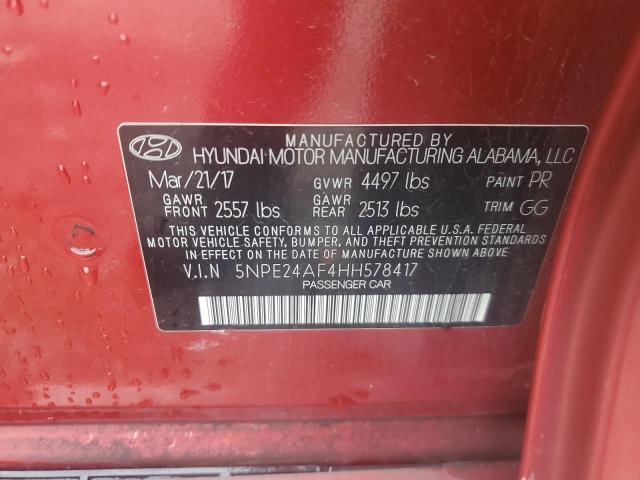 MANUFACTURED BY
HYUNDAI MOTOR MANUFACTURING ALABAMA, LLC
Mar/21/17 GVWR 4497 lbs PAINT PR
GAWR FRONT 2557 lbs GAWR REAR 2513 lbs TRIM GG
THIS VEHICLE CONFORMS TO ALL APPLICABLE U.S.A. FEDERAL
MOTOR VEHICLE SAFETY, BUMPER, AND THEFT PREVENTION STANDARDS
IN EFFECT ON THE DATE OF MANUFACTURE SHOWN ABOVE.
V.I.N 5NPE24AF4HH578417
PASSENGER CAR